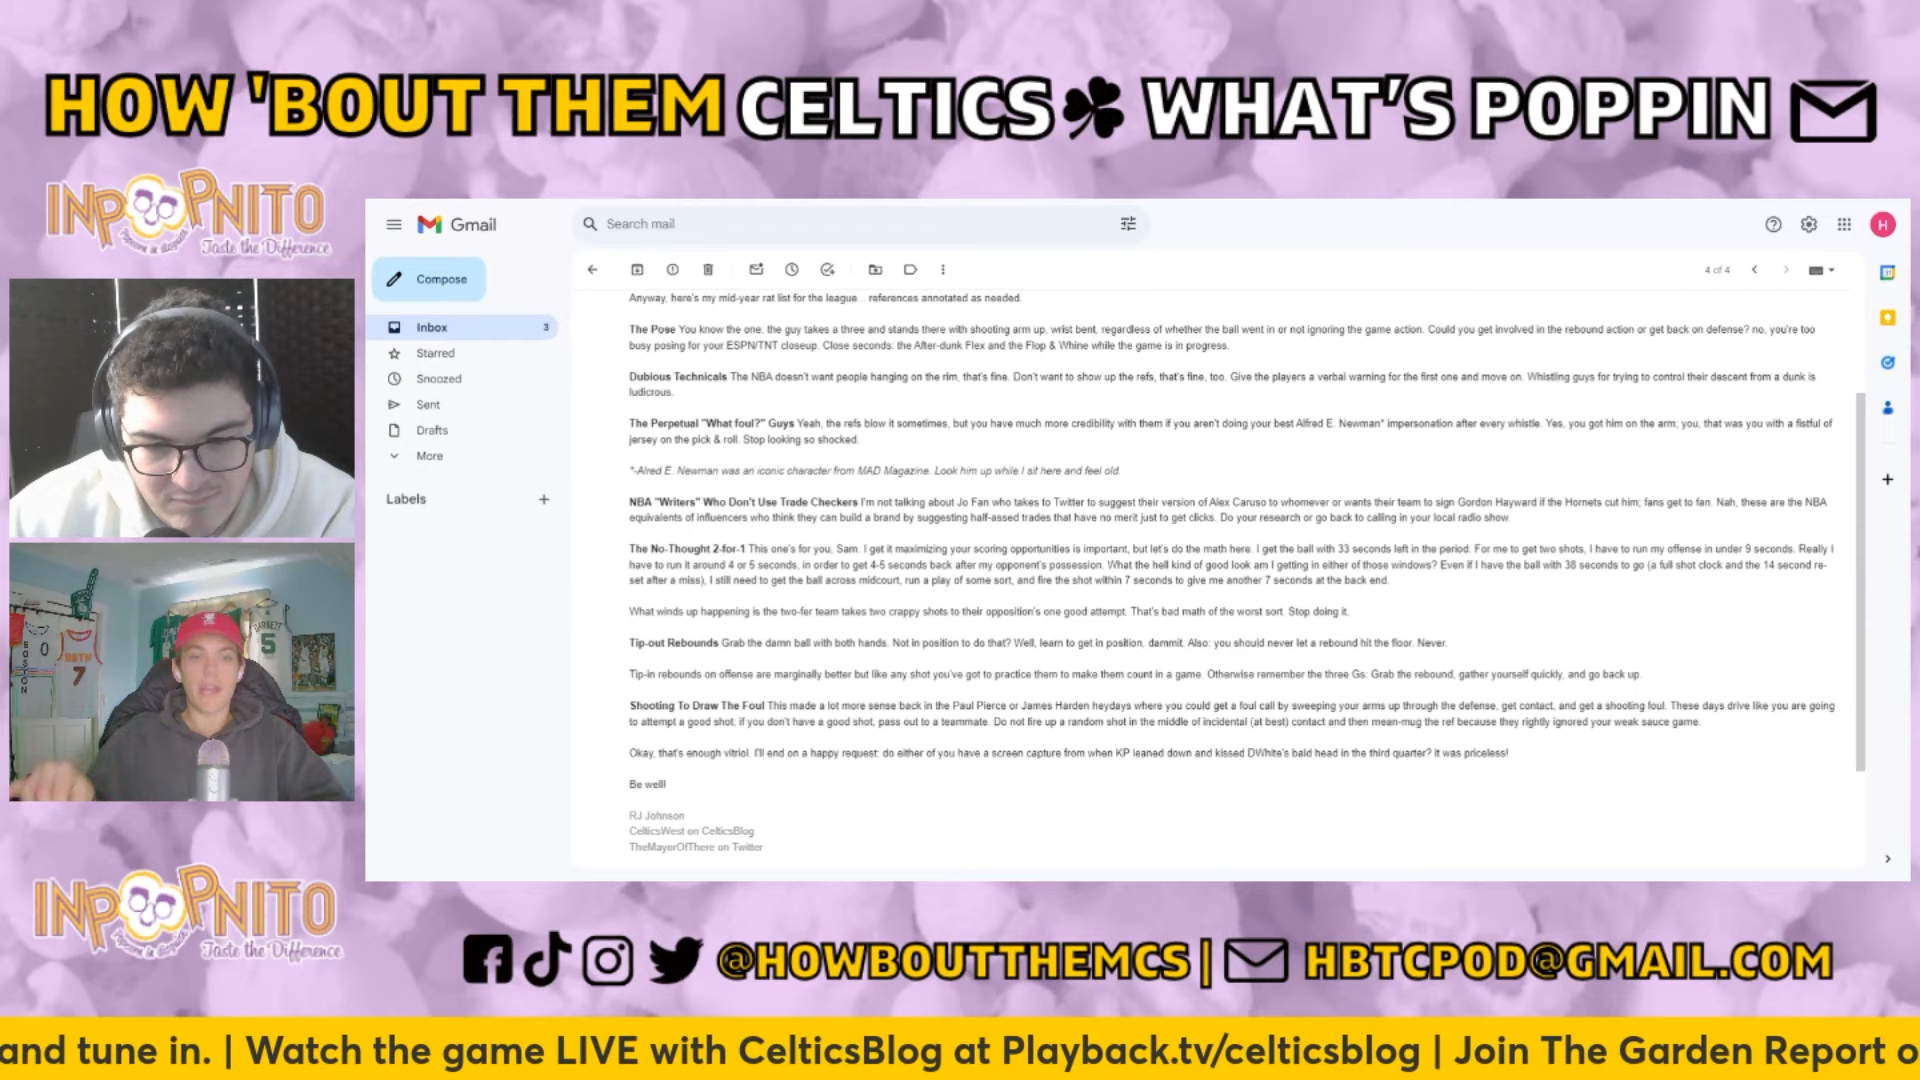 HOW 'BOUT THEM CELTICS WHAT'S POPPIN
INPOPNITO
Taste the Difference
Gmail
Search mail
H
Compose
4 of 4
Inbox 3
Starred
Snoozed
Sent
Drafts
More
Labels
Anyway, here's my mid-year rat list for the league... references annotated as needed.
The Pose You know the one: the guy takes a three and stands there with shooting arm up, wrist bent, regardless of whether the ball went in or not ignoring the game action. Could you get involved in the rebound action or get back on defense? no, you're too
busy posing for your ESPN/TNT closeup. Close seconds: the After-dunk Flex and the Flop & Whine while the game is in progress.
Dubious Technicals The NBA doesn't want people hanging on the rim, that's fine. Don't want to show up the refs, that's fine, too. Give the players a verbal warning for the first one and move on. Whistling guys for trying to control their descent from a dunk is
ludicrous.
The Perpetual "What foul?" Guys Yeah, the refs blow it sometimes, but you have much more credibility with them if you aren't doing your best Alfred E. Newman* impersonation after every whistle. Yes, you got him on the arm; you, that was you with a fistful of
jersey on the pick & roll. Stop looking so shocked.
*-Alred E. Newman was an iconic character from MAD Magazine. Look him up while I sit here and feel old.
NBA "Writers" Who Don't Use Trade Checkers I'm not talking about Jo Fan who takes to Twitter to suggest their version of Alex Caruso to whomever or wants their team to sign Gordon Hayward if the Hornets cut him; fans get to fan. Nah, these are the NBA
equivalents of influencers who think they can build a brand by suggesting half-assed trades that have no merit just to get clicks. Do your research or go back to calling in your local radio show.
The No-Thought 2-for-1 This one's for you, Sam. I get it maximizing your scoring opportunities is important, but let's do the math here. I get the ball with 33 seconds left in the period. For me to get two shots, I have to run my offense in under 9 seconds. Really I
have to run it around 4 or 5 seconds, in order to get 4-5 seconds back after my opponent's possession. What the hell kind of good look am I getting in either of those windows? Even if I have the ball with 38 seconds to go (a full shot clock and the 14 second re-
set after a miss), I still need to get the ball across midcourt, run a play of some sort, and fire the shot within 7 seconds to give me another 7 seconds at the back end.
What winds up happening is the two-fer team takes two crappy shots to their opposition's one good attempt. That's bad math of the worst sort. Stop doing it.
Tip-out Rebounds Grab the damn ball with both hands. Not in position to do that? Well, learn to get in position, dammit. Also: you should never let a rebound hit the floor. Never.
Tip-in rebounds on offense are marginally better but like any shot you've got to practice them to make them count in a game. Otherwise remember the three Gs: Grab the rebound, gather yourself quickly, and go back up.
Shooting To Draw The Foul This made a lot more sense back in the Paul Pierce or James Harden heydays where you could get a foul call by sweeping your arms up through the defense, get contact, and get a shooting foul. These days drive like you are going
to attempt a good shot; if you don't have a good shot, pass out to a teammate. Do not fire up a random shot in the middle of incidental (at best) contact and then mean-mug the ref because they rightly ignored your weak sauce game.
Okay, that's enough vitriol. I'll end on a happy request: do either of you have a screen capture from when KP leaned down and kissed DWhite's bald head in the third quarter? It was priceless!
Be well!
RJ Johnson
CelticsWest on CelticsBlog
TheMayorOfThere on Twitter
BOSTON
0
7
GARNETT
5
INPOPNITO
Taste the Difference
@HOWBOUTTHEMCS | HBTCPOD@GMAIL.COM
and tune in. | Watch the game LIVE with CelticsBlog at Playback.tv/celticsblog | Join The Garden Report o